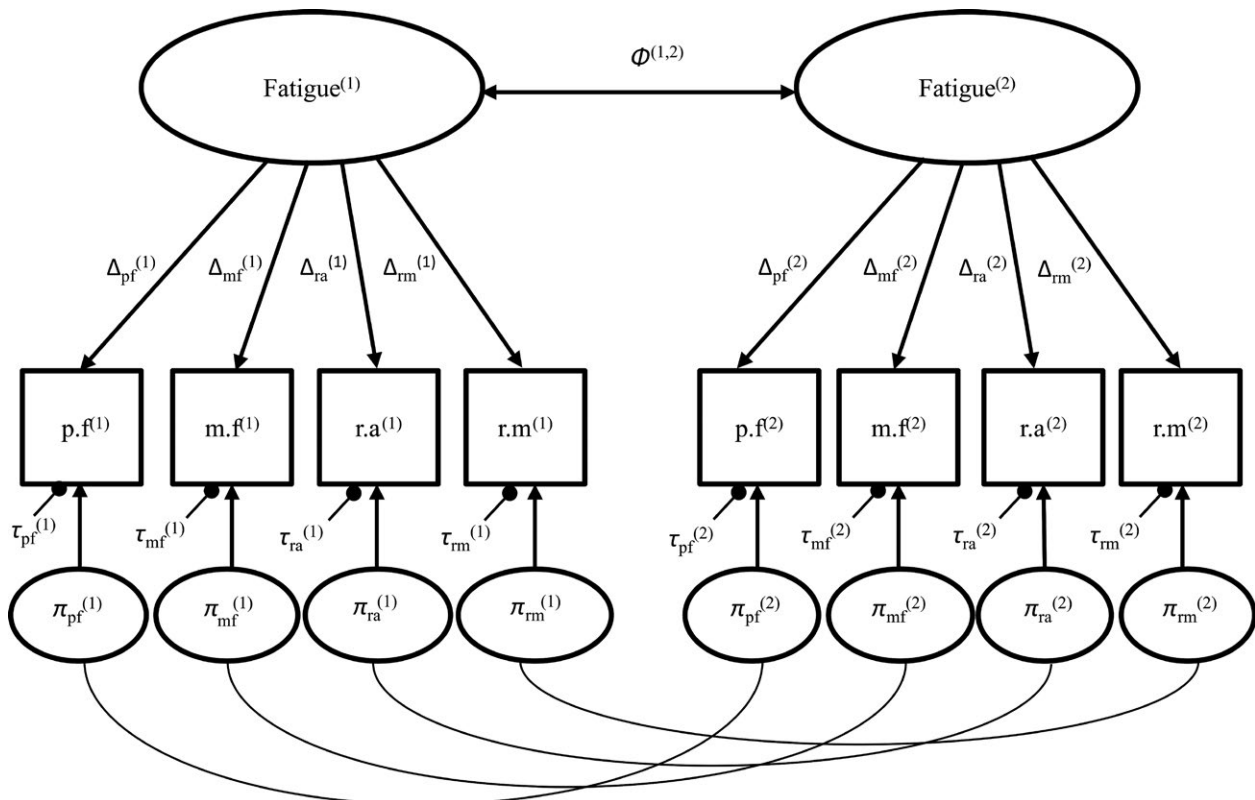 Φ(1,2)
Fatigue(1) Fatigue(2)
Δpf(1) Δmf(1) Δra(1) Δrm(1) Δpf(2) Δmf(2) Δra(2) Δrm(2)
p.f(1) m.f(1) r.a(1) r.m(1) p.f(2) m.f(2) r.a(2) r.m(2)
τpf(1) τmf(1) τra(1) τrm(1) τpf(2) τmf(2) τra(2) τrm(2)
πpf(1) πmf(1) πra(1) πrm(1) πpf(2) πmf(2) πra(2) πrm(2)